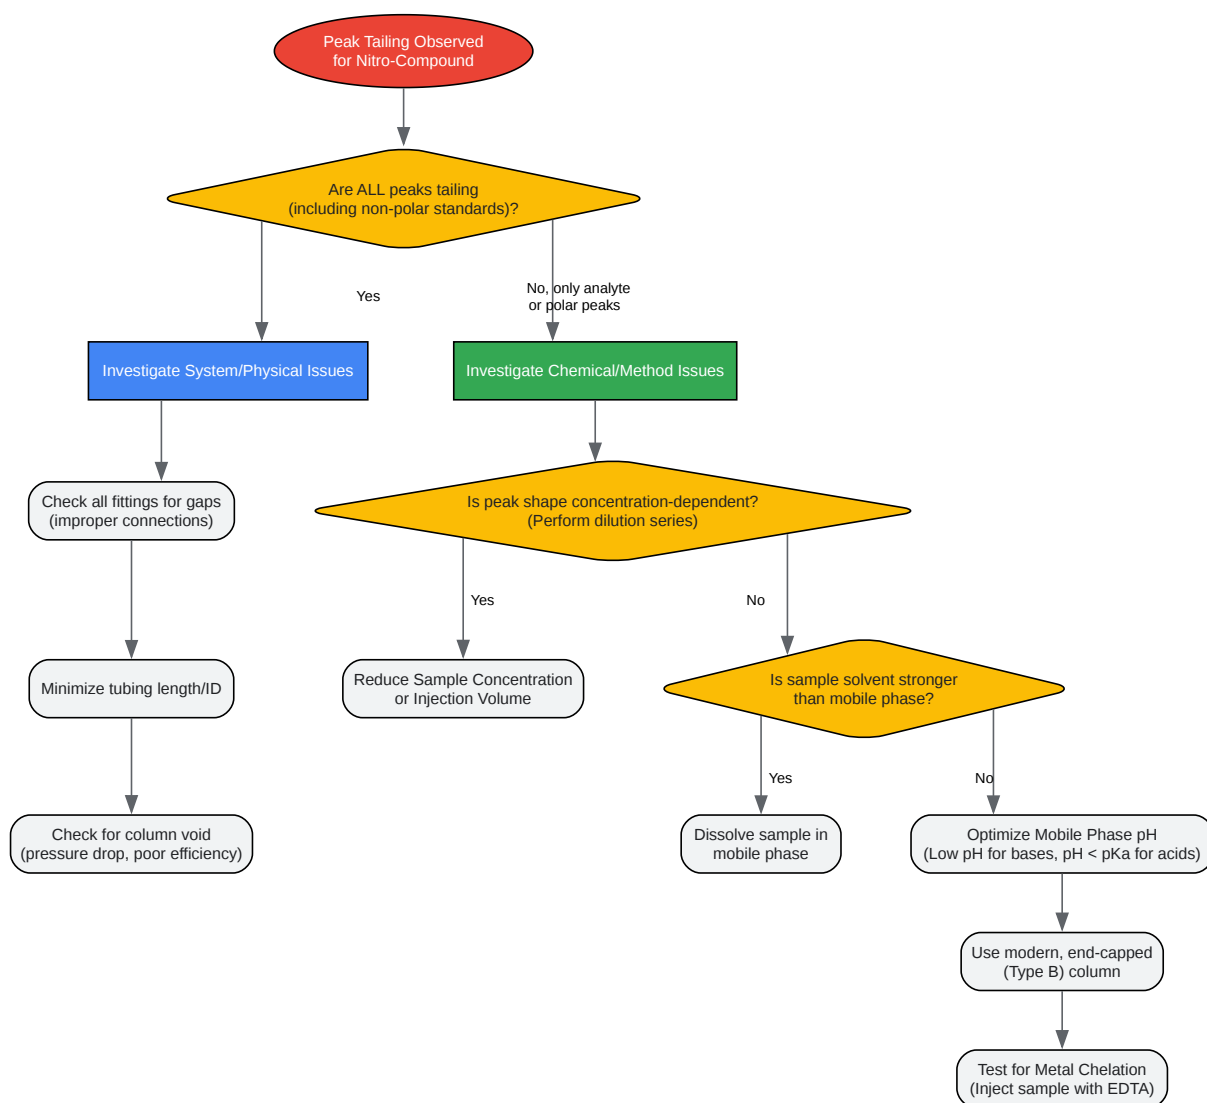 Peak Tailing Observed
for Nitro-Compound
Are ALL peaks tailing
(including non-polar standards)?
Yes
No, only analyte
or polar peaks
Investigate System/Physical Issues
Investigate Chemical/Method Issues
Check all fittings for gaps
(improper connections)
Is peak shape concentration-dependent?
(Perform dilution series)
Yes
No
Minimize tubing length/ID
Reduce Sample Concentration
or Injection Volume
Is sample solvent stronger
than mobile phase?
Yes
No
Check for column void
(pressure drop, poor efficiency)
Dissolve sample in
mobile phase
Optimize Mobile Phase pH
(Low pH for bases, pH < pKa for acids)
Use modern, end-capped
(Type B) column
Test for Metal Chelation
(Inject sample with EDTA)